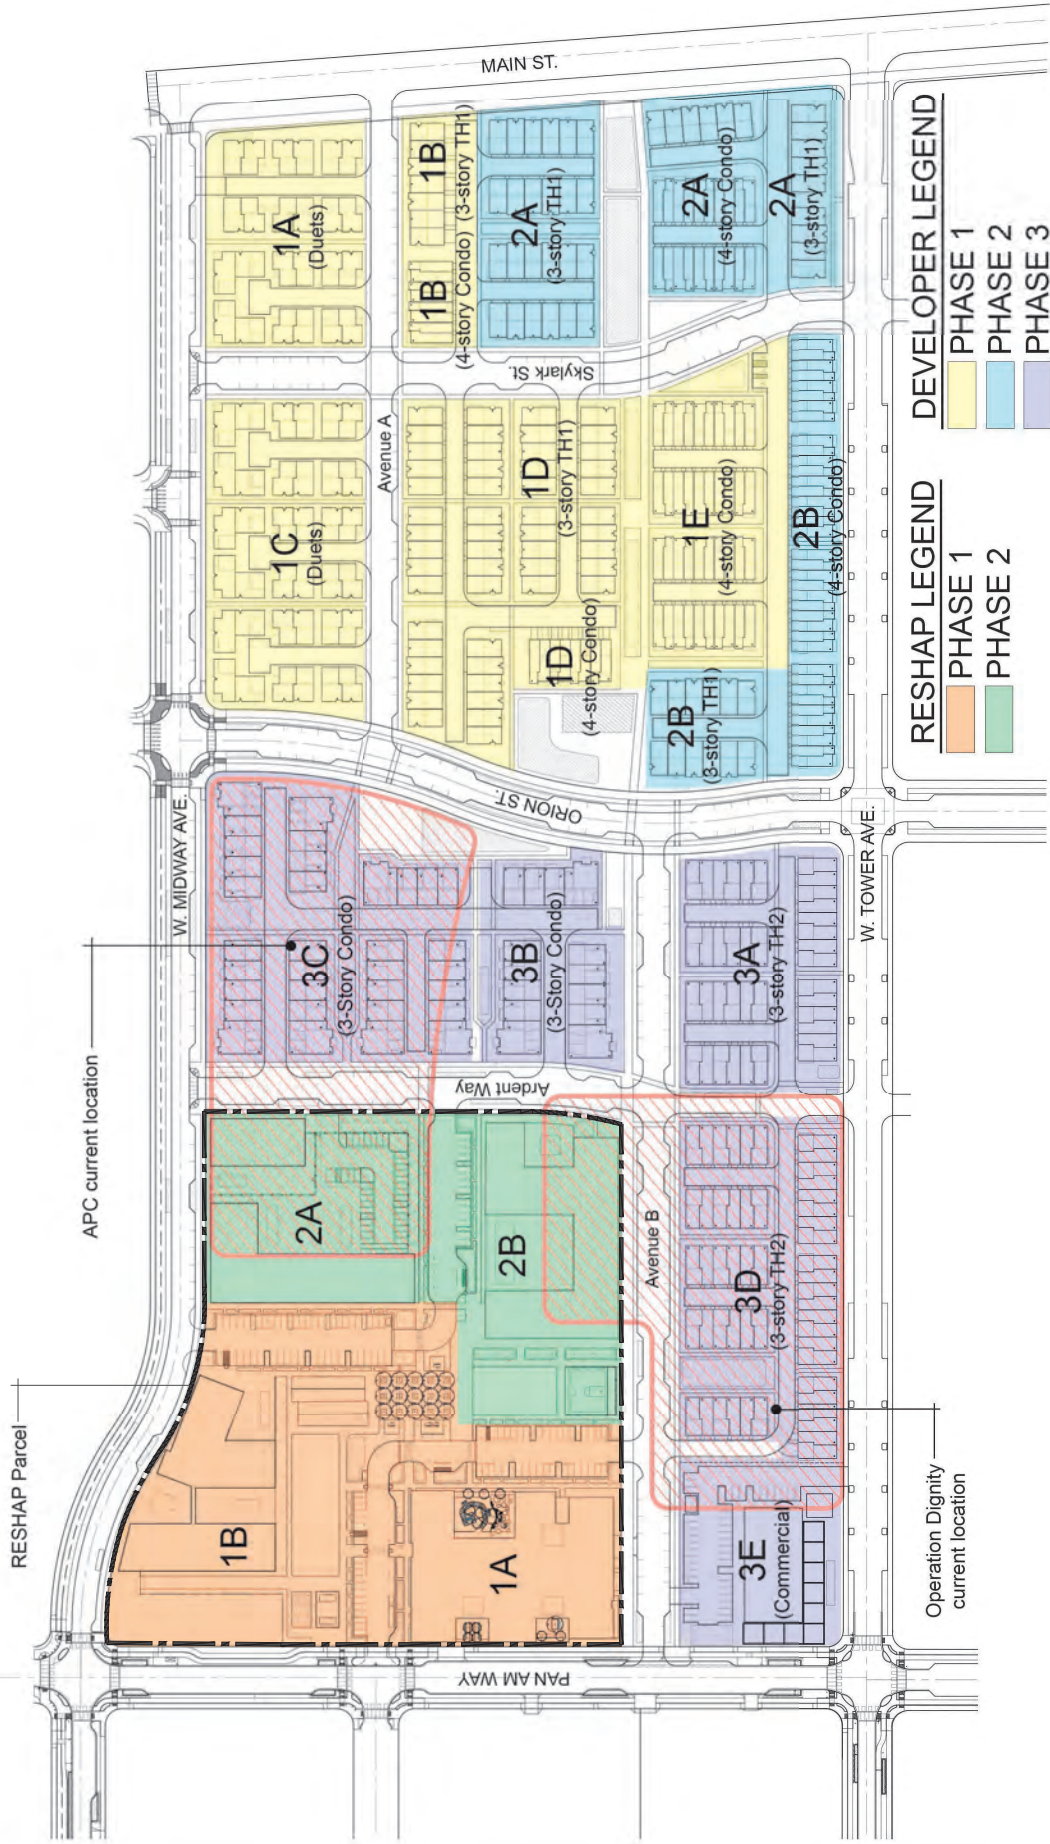 RESHAP Parcel
APC current location
W. MIDWAY AVE.
MAIN ST.
PAN AM WAY
1B
2A
3C
(3-Story Condo)
1C
(Duets)
1A
(Duets)
Avenue A
1A
2B
Ardent Way
3B
(3-Story Condo)
ORION ST.
1D
(4-story Condo)
1D
(3-story TH1)
Skylark St.
1B
(4-story Condo)
1B
(3-story TH1)
2A
(3-story TH1)
Avenue B
3E
(Commercial)
3D
(3-story TH2)
3A
(3-story TH2)
2B
(3-story TH1)
1E
(4-story Condo)
2B
(4-story Condo)
2A
(4-story Condo)
2A
(3-story TH1)
W. TOWER AVE.
Operation Dignity
current location
RESHAP LEGEND
PHASE 1
PHASE 2
DEVELOPER LEGEND
PHASE 1
PHASE 2
PHASE 3